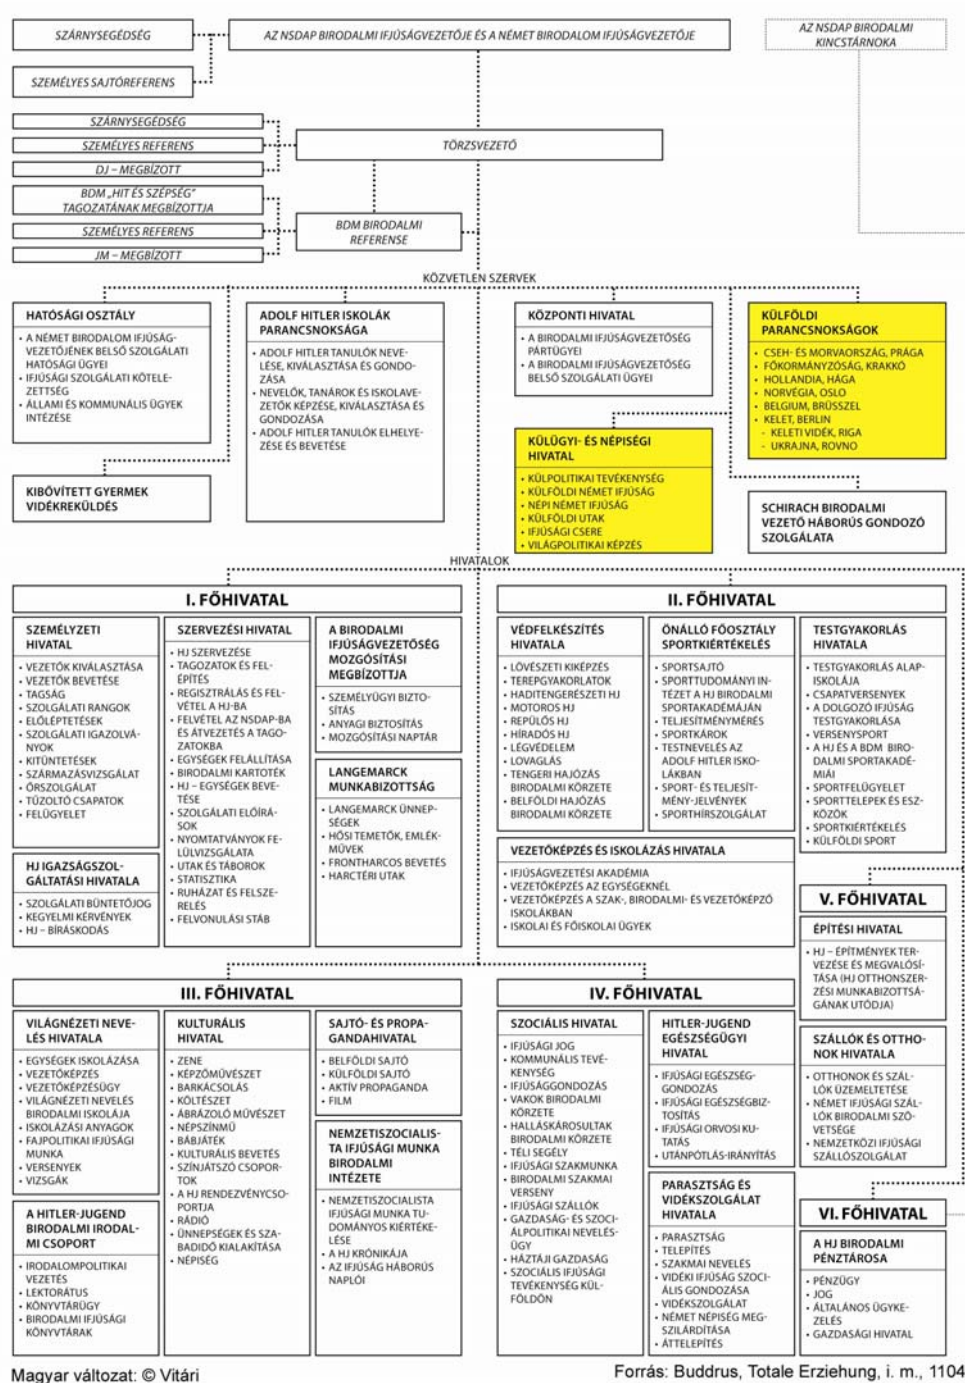 SZÁRNYSEGÉDSÉG
AZ NSDAP BIRODALMI IFJÚSÁGVEZETŐJE ÉS A NÉMET BIRODALOM IFJÚSÁGVEZETŐJE
AZ NSDAP BIRODALMI
KINCSTÁRNOKA
SZEMÉLYES SAJTÓREFERENS
SZÁRNYSEGÉDSÉG
SZEMÉLYES REFERENS
DJ – MEGBÍZOTT
TÖRZSVEZETŐ
BDM „HIT ÉS SZÉPSÉG"
TAGOZATÁNAK MEGBÍZOTTJA
SZEMÉLYES REFERENS
JM – MEGBÍZOTT
BDM BIRODALMI
REFERENSE
KÖZVETLEN SZERVEK
HATÓSÁGI OSZTÁLY
• A NÉMET BIRODALOM IFJÚSÁG-
VEZETŐJÉNEK BELSŐ SZOLGÁLATI
HATÓSÁGI ÜGYEI
• IFJÚSÁGI SZOLGÁLATI KÖTELE-
ZETTSÉG
• ÁLLAMI ÉS KOMMUNÁLIS ÜGYEK
INTÉZÉSE
KIBŐVÍTETT GYERMEK
VIDÉKREKÜLDÉS
ADOLF HITLER ISKOLÁK
PARANCSNOKSÁGA
• ADOLF HITLER TANULÓK NEVE-
LÉSE, KIVÁLASZTÁSA ÉS GONDO-
ZÁSA
• NEVELŐK, TANÁROK ÉS ISKOLAVE-
ZETŐK KÉPZÉSE, KIVÁLASZTÁSA ÉS
GONDOZÁSA
• ADOLF HITLER TANULÓK ELHELYE-
ZÉSE ÉS BEVETÉSE
KÖZPONTI HIVATAL
• A BIRODALMI IFJÚSÁGVEZETŐSÉG
PÁRTÜGYEI
• A BIRODALMI IFJÚSÁGVEZETŐSÉG
BELSŐ SZOLGÁLATI ÜGYEI
KÜLÜGYI- ÉS NÉPISÉGI
HIVATAL
• KÜLPOLITIKAI TEVÉKENYSÉG
• KÜLFÖLDI NÉMET IFJÚSÁG
• NÉPI NÉMET IFJÚSÁG
• KÜLFÖLDI UTAK
• IFJÚSÁGI CSERE
• VILÁGPOLITIKAI KÉPZÉS
KÜLFÖLDI
PARANCSNOKSÁGOK
• CSEH- ÉS MORVAORSZÁG, PRÁGA
• FŐKORMÁNYZÓSÁG, KRAKKÓ
• HOLLANDIA, HÁGA
• NORVÉGIA, OSLO
• BELGIUM, BRÜSSZEL
• KELET, BERLIN
- KELETI VIDÉK, RIGA
- UKRAJNA, ROVNO
SCHIRACH BIRODALMI
VEZETŐ HÁBORÚS GONDOZÓ
SZOLGÁLATA
HIVATALOK
I. FŐHIVATAL
SZEMÉLYZETI
HIVATAL
• VEZETŐK KIVÁLASZTÁSA
• VEZETŐK BEVETÉSE
• TAGSÁG
• SZOLGÁLATI RANGOK
• ELŐLÉPTETÉSEK
• SZOLGÁLATI IGAZOLVÁ-
NYOK
• KITÜNTETÉSEK
• SZÁRMAZÁSVIZSGÁLAT
• ŐRSZOLGÁLAT
• TŰZOLTÓ CSAPATOK
• FELÜGYELET
HJ IGAZSÁGSZOL-
GÁLTATÁSI HIVATALA
• SZOLGÁLATI BÜNTETŐJOG
• KEGYELMI KÉRVÉNYEK
• HJ – BÍRÁSKODÁS
SZERVEZÉSI HIVATAL
• HJ SZERVEZÉSE
• TAGOZATOK ÉS FEL-
ÉPÍTÉS
• REGISZTRÁLÁS ÉS FEL-
VÉTEL A HJ-BA
• FELVÉTEL AZ NSDAP-BA
ÉS ÁTVEZETÉS A TAGO-
ZATOKBA
• EGYSÉGEK FELÁLLÍTÁSA
• BIRODALMI KARTOTÉK
• HJ – EGYSÉGEK BEVE-
TÉSE
• SZOLGÁLATI ELŐÍRÁ-
SOK
• NYOMTATVÁNYOK FE-
LÜLVIZSGÁLATA
• UTAK ÉS TÁBOROK
• STATISZTIKA
• RUHÁZAT ÉS FELSZE-
RELÉS
• FELVONULÁSI STÁB
A BIRODALMI
IFJÚSÁGVEZETŐSÉG
MOZGÓSÍTÁSI
MEGBÍZOTTJA
• SZEMÉLYÜGYI BIZTO-
SÍTÁS
• ANYAGI BIZTOSÍTÁS
• MOZGÓSÍTÁSI NAPTÁR
LANGEMARCK
MUNKABIZOTTSÁG
• LANGEMARCK ÜNNEP-
SÉGEK
• HŐSI TEMETŐK, EMLÉK-
MŰVEK
• FRONTHARCOS BEVETÉS
• HARCTÉRI UTAK
II. FŐHIVATAL
VÉDFELKÉSZÍTÉS
HIVATALA
• LÖVÉSZETI KIKÉPZÉS
• TEREPGYAKORLATOK
• HADITENGERÉSZETI HJ
• MOTOROS HJ
• REPÜLŐS HJ
• HÍRADÓS HJ
• LÉGVÉDELEM
• LOVAGLÁS
• TENGERI HAJÓZÁS
BIRODALMI KÖRZETE
• BELFÖLDI HAJÓZÁS
BIRODALMI KÖRZETE
ÖNÁLLÓ FŐOSZTÁLY
SPORTKIÉRTÉKELÉS
• SPORTSAJTÓ
• SPORTTUDOMÁNYI IN-
TÉZET A HJ BIRODALMI
SPORTAKADÉMÁJÁN
• TELJESÍTMÉNYMÉRÉS
• SPORTKÁROK
• TESTNEVELÉS AZ
ADOLF HITLER ISKO-
LÁKBAN
• SPORT- ÉS TELJESÍT-
MÉNY-JELVÉNYEK
• SPORTHÍRSZOLGÁLAT
TESTGYAKORLÁS
HIVATALA
• TESTGYAKORLÁS ALAP-
ISKOLÁJA
• CSAPATVERSENYEK
• A DOLGOZÓ IFJÚSÁG
TESTGYAKORLÁSA
• VERSENYSPORT
• A HJ ÉS A BDM BIRO-
DALMI SPORTAKADÉ-
MIÁI
• SPORTFELÜGYELET
• SPORTTELEPEK ÉS ESZ-
KÖZÖK
• SPORTKIÉRTÉKELÉS
• KÜLFÖLDI SPORT
VEZETŐKÉPZÉS ÉS ISKOLÁZÁS HIVATALA
• IFJÚSÁGVEZETÉSI AKADÉMIA
• VEZETŐKÉPZÉS AZ EGYSÉGEKNÉL
• VEZETŐKÉPZÉS A SZAK-, BIRODALMI- ÉS VEZETŐKÉPZŐ
ISKOLÁKBAN
• ISKOLAI ÉS FŐISKOLAI ÜGYEK
V. FŐHIVATAL
ÉPÍTÉSI HIVATAL
• HJ – ÉPÍTMÉNYEK TER-
VEZÉSE ÉS MEGVALÓSÍ-
TÁSA (HJ OTTHONSZER-
ZÉSI MUNKABIZOTTSÁ-
GÁNAK UTÓDJA)
SZÁLLÓK ÉS OTTHO-
NOK HIVATALA
• OTTHONOK ÉS SZÁL-
LÓK ÜZEMELTETÉSE
• NÉMET IFJÚSÁGI SZÁL-
LÓK BIRODALMI SZÖ-
VETSÉGE
• NEMZETKÖZI IFJÚSÁGI
SZÁLLÓSZOLGÁLAT
III. FŐHIVATAL
VILÁGNÉZETI NEVE-
LÉS HIVATALA
• EGYSÉGEK ISKOLÁZÁSA
• VEZETŐKÉPZÉS
• VEZETŐKÉPZÉSÜGY
• VILÁGNÉZETI NEVELÉS
BIRODALMI ISKOLÁJA
• ISKOLÁZÁSI ANYAGOK
• FAJPOLITIKAI IFJÚSÁGI
MUNKA
• VERSENYEK
• VIZSGÁK
A HITLER-JUGEND
BIRODALMI IRODAL-
MI CSOPORT
• IRODALOMPOLITIKAI
VEZETÉS
• LEKTORÁTUS
• KÖNYVTÁRÜGY
• BIRODALMI IFJÚSÁGI
KÖNYVTÁRAK
KULTURÁLIS
HIVATAL
• ZENE
• KÉPZŐMŰVÉSZET
• BARKÁCSOLÁS
• KÖLTÉSZET
• ÁBRÁZOLÓ MŰVÉSZET
• NÉPSZÍNMŰ
• BÁBJÁTÉK
• KULTURÁLIS BEVETÉS
• SZÍNJÁTSZÓ CSOPOR-
TOK
• A HJ RENDEZVÉNYCSO-
PORTJA
• RÁDIÓ
• ÜNNEPSÉGEK ÉS SZA-
BADIDŐ KIALAKÍTÁSA
• NÉPISÉG
SAJTÓ- ÉS PROPA-
GANDAHIVATAL
• BELFÖLDI SAJTÓ
• KÜLFÖLDI SAJTÓ
• AKTÍV PROPAGANDA
• FILM
NEMZETISZOCIALIS-
TA IFJÚSÁGI MUNKA
BIRODALMI
INTÉZETE
• NEMZETISZOCIALISTA
IFJÚSÁGI MUNKA TU-
DOMÁNYOS KIÉRTÉKE-
LÉSE
• A HJ KRÓNIKÁJA
• AZ IFJÚSÁG HÁBORÚS
NAPLÓI
IV. FŐHIVATAL
SZOCIÁLIS HIVATAL
• IFJÚSÁGI JOG
• KOMMUNÁLIS TEVÉ-
KENYSÉG
• IFJÚSÁGGONDOZÁS
• VAKOK BIRODALMI
KÖRZETE
• HALLÁSKÁROSULTAK
BIRODALMI KÖRZETE
• TÉLI SEGÉLY
• IFJÚSÁGI SZAKMUNKA
• BIRODALMI SZAKMAI
VERSENY
• IFJÚSÁGI SZÁLLÓK
• GAZDASÁG- ÉS SZOCI-
ÁLPOLITIKAI NEVELÉS-
ÜGY
• HÁZTÁJI GAZDASÁG
• SZOCIÁLIS IFJÚSÁGI
TEVÉKENYSÉG KÜL-
FÖLDÖN
HITLER-JUGEND
EGÉSZSÉGÜGYI
HIVATAL
• IFJÚSÁGI EGÉSZSÉG-
GONDOZÁS
• IFJÚSÁGI EGÉSZSÉGBIZ-
TOSÍTÁS
• IFJÚSÁGI ORVOSI KU-
TATÁS
• UTÁNPÓTLÁS-IRÁNYÍTÁS
PARASZTSÁG ÉS
VIDÉKSZOLGÁLAT
HIVATALA
• PARASZTSÁG
• TELEPÍTÉS
• SZAKMAI NEVELÉS
• VIDÉKI IFJÚSÁG SZOCI-
ÁLIS GONDOZÁSA
• VIDÉKSZOLGÁLAT
• NÉMET NÉPISÉG MEG-
SZILÁRDÍTÁSA
• ÁTTELEPÍTÉS
VI. FŐHIVATAL
A HJ BIRODALMI
PÉNZTÁROSA
• PÉNZÜGY
• JOG
• ÁLTALÁNOS ÜGYKE-
ZELÉS
• GAZDASÁGI HIVATAL
Magyar változat: © Vitári
Forrás: Buddrus, Totale Erziehung, i. m., 1104